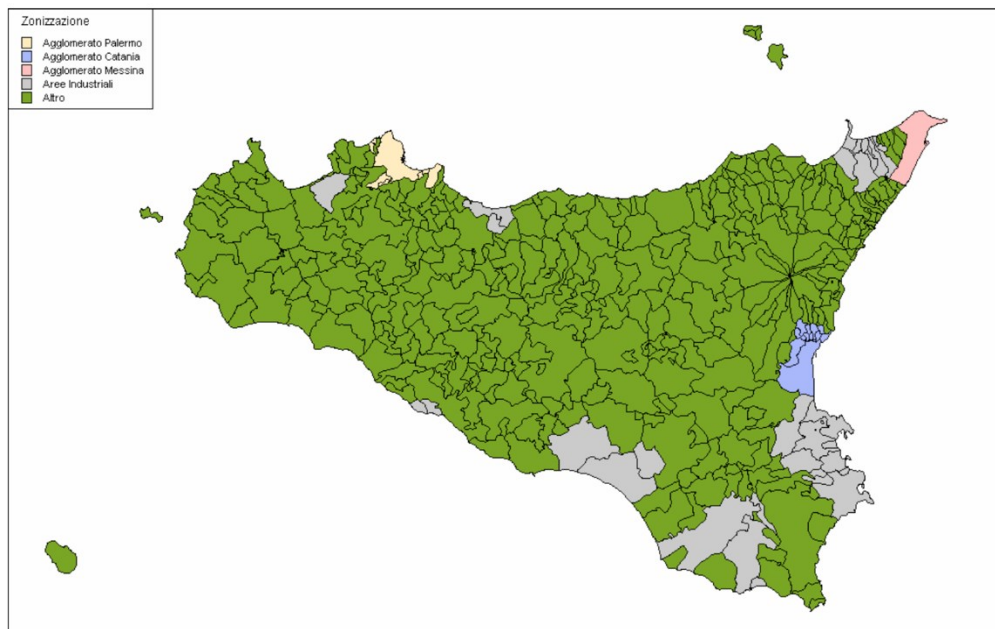 Zonizzazione
Agglomerato Palermo
Agglomerato Catania
Agglomerato Messina
Aree Industriali
Altro